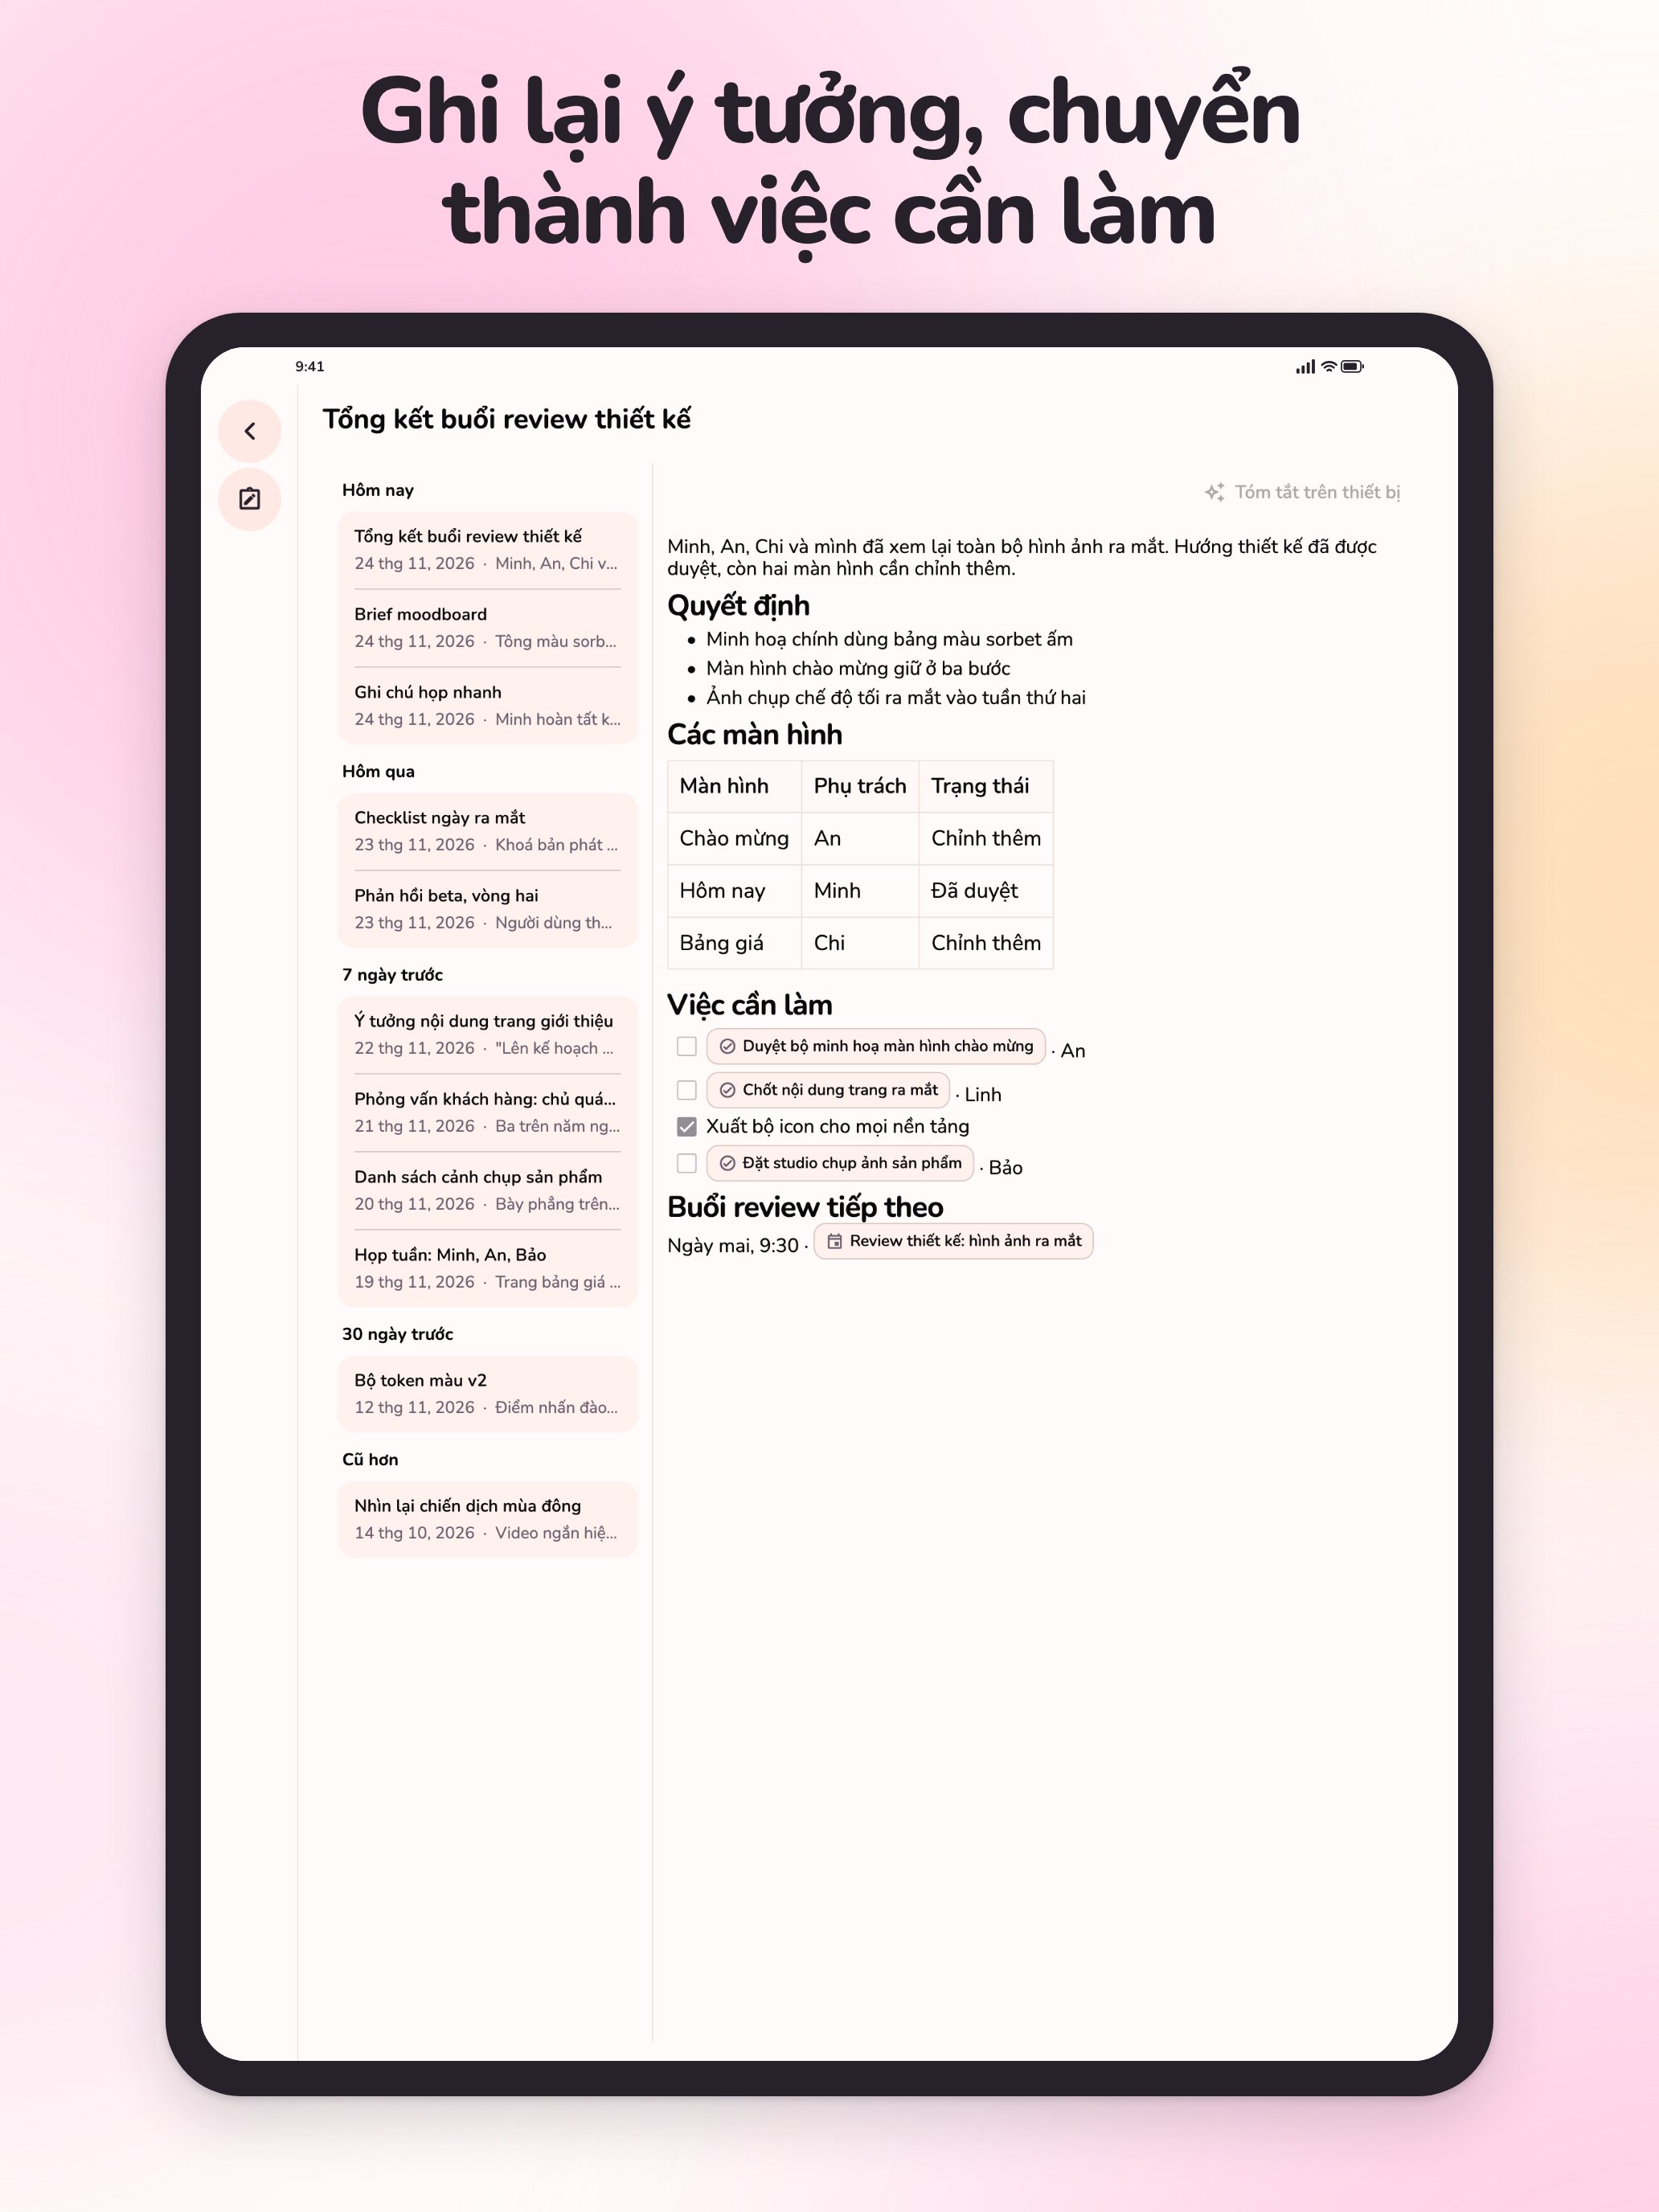 Ghi lại ý tưởng, chuyển
thành việc cần làm
9:41
Tổng kết buổi review thiết kế
Hôm nay
Tổng kết buổi review thiết kế
24 thg 11, 2026 · Minh, An, Chi v...
Brief moodboard
24 thg 11, 2026 · Tông màu sorb...
Ghi chú họp nhanh
24 thg 11, 2026 · Minh hoàn tất k...
Hôm qua
Checklist ngày ra mắt
23 thg 11, 2026 · Khoá bản phát ...
Phản hồi beta, vòng hai
23 thg 11, 2026 · Người dùng th...
7 ngày trước
Ý tưởng nội dung trang giới thiệu
22 thg 11, 2026 · "Lên kế hoạch ...
Phỏng vấn khách hàng: chủ quá...
21 thg 11, 2026 · Ba trên năm ng...
Danh sách cảnh chụp sản phẩm
20 thg 11, 2026 · Bày phẳng trên...
Họp tuần: Minh, An, Bảo
19 thg 11, 2026 · Trang bảng giá ...
30 ngày trước
Bộ token màu v2
12 thg 11, 2026 · Điểm nhấn đào...
Cũ hơn
Nhìn lại chiến dịch mùa đông
14 thg 10, 2026 · Video ngắn hiệ...
Tóm tắt trên thiết bị
Minh, An, Chi và mình đã xem lại toàn bộ hình ảnh ra mắt. Hướng thiết kế đã được
duyệt, còn hai màn hình cần chỉnh thêm.
Quyết định
• Minh hoạ chính dùng bảng màu sorbet ấm
• Màn hình chào mừng giữ ở ba bước
• Ảnh chụp chế độ tối ra mắt vào tuần thứ hai
Các màn hình
Màn hình Phụ trách Trạng thái
Chào mừng An Chỉnh thêm
Hôm nay Minh Đã duyệt
Bảng giá Chi Chỉnh thêm
Việc cần làm
Duyệt bộ minh hoạ màn hình chào mừng · An
Chốt nội dung trang ra mắt · Linh
Xuất bộ icon cho mọi nền tảng
Đặt studio chụp ảnh sản phẩm · Bảo
Buổi review tiếp theo
Ngày mai, 9:30 · Review thiết kế: hình ảnh ra mắt